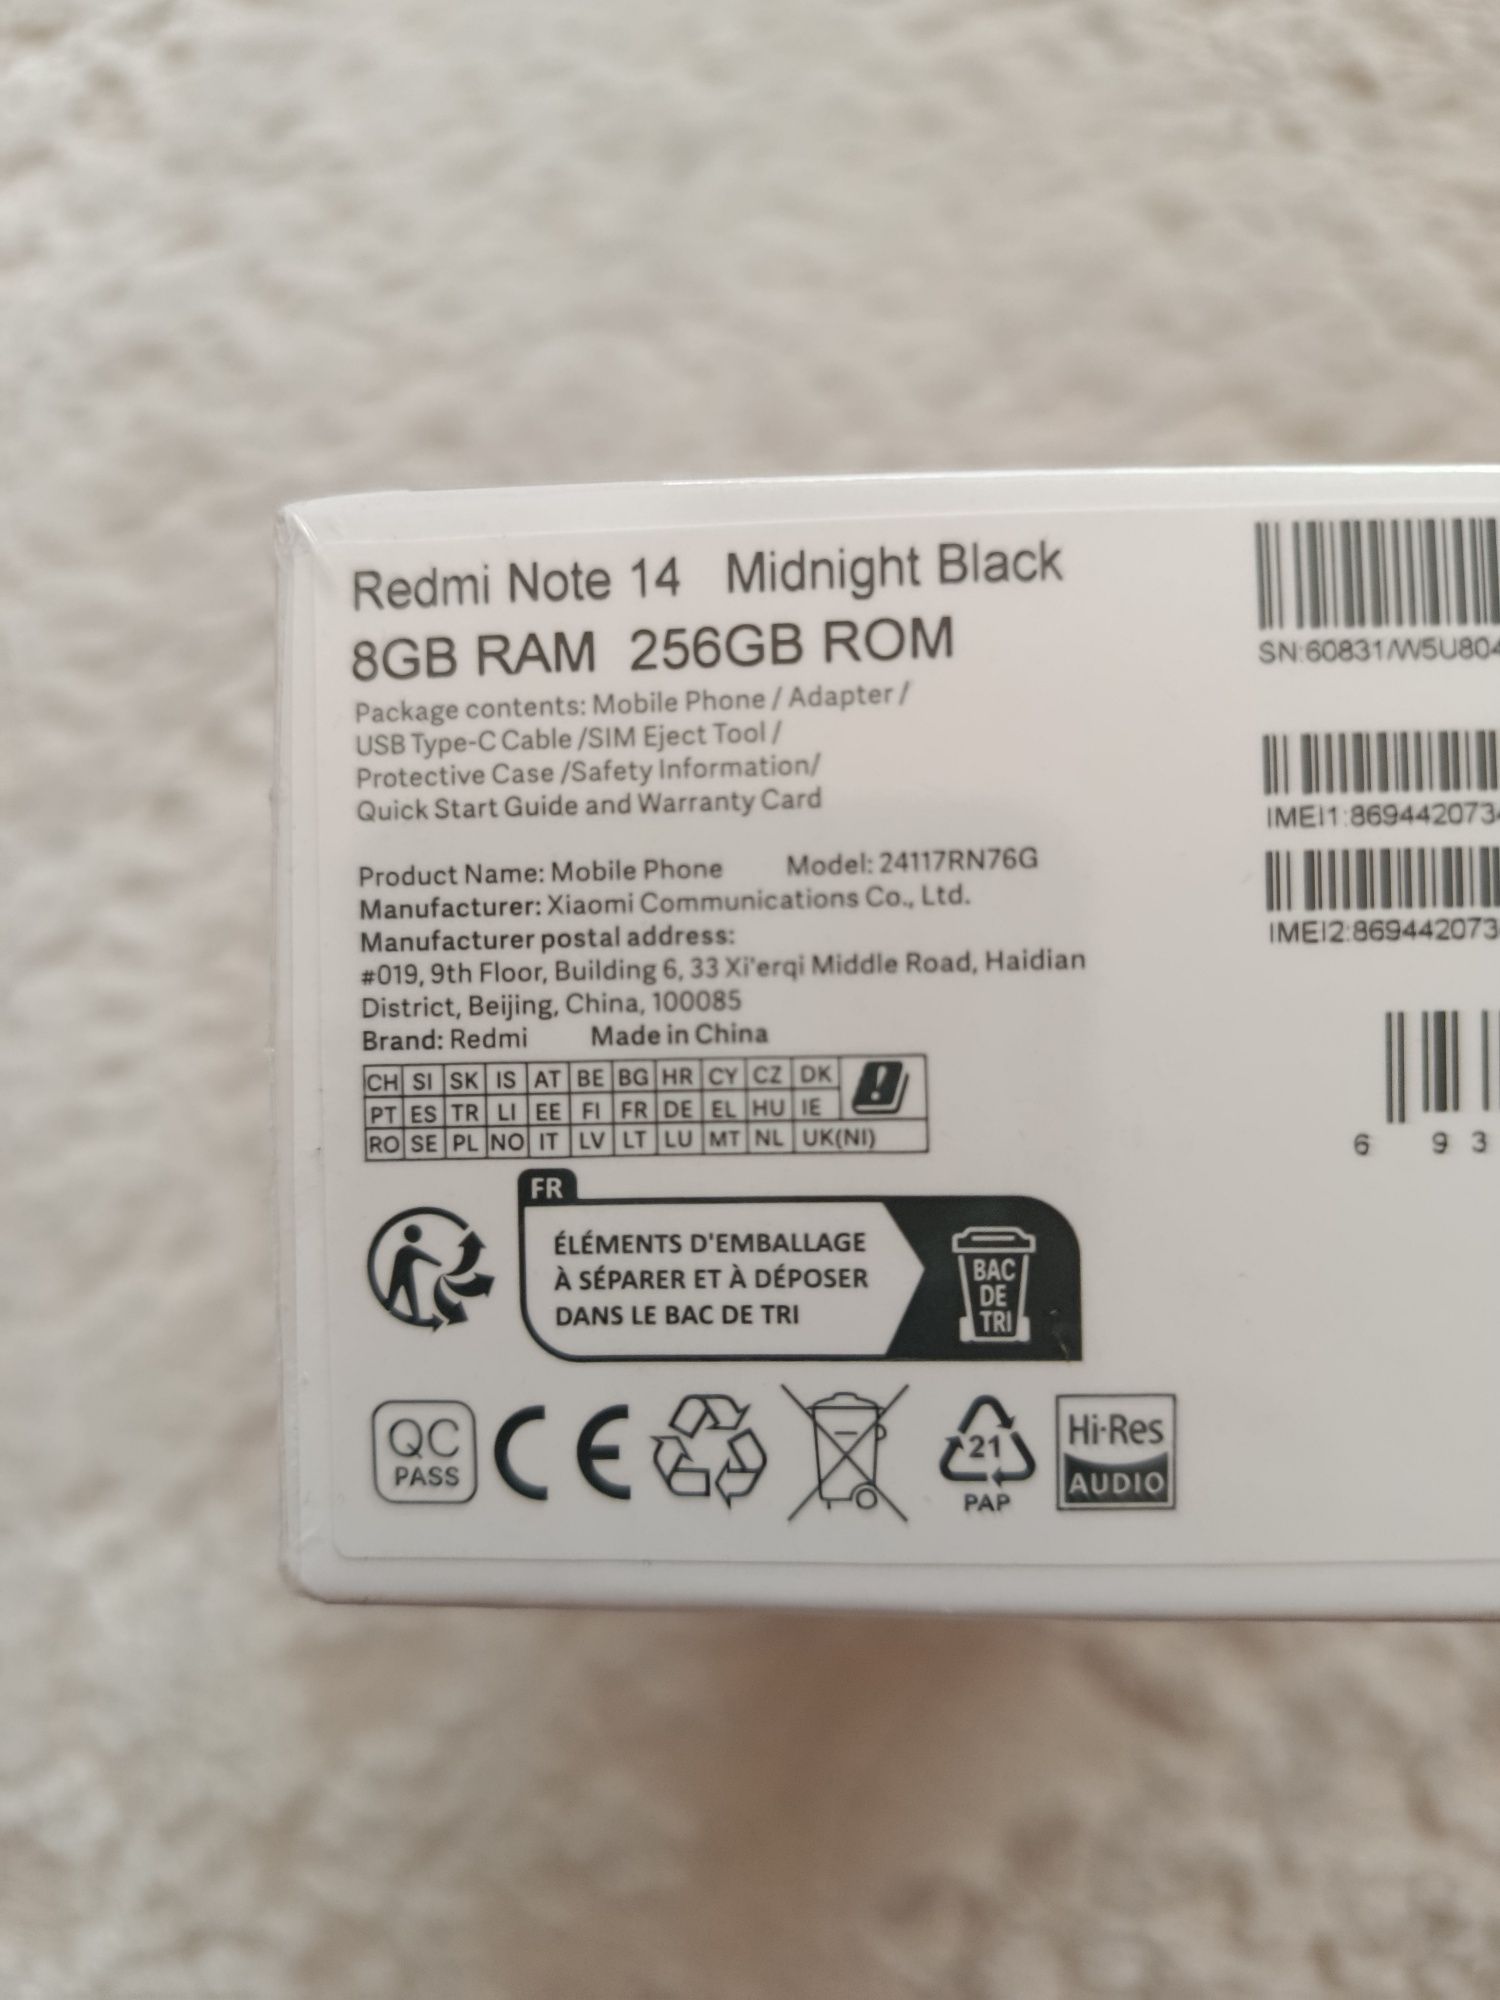 Redmi Note 14 Midnight Black
8GB RAM 256GB ROM
Package contents: Mobile Phone / Adapter /
USB Type-C Cable /SIM Eject Tool /
Protective Case /Safety Information/
Quick Start Guide and Warranty Card
Product Name: Mobile Phone Model: 24117RN76G
Manufacturer: Xiaomi Communications Co., Ltd.
Manufacturer postal address:
#019, 9th Floor, Building 6, 33 Xi'erqi Middle Road, Haidian
District, Beijing, China, 100085
Brand: Redmi Made in China
CH SI SK IS AT BE BG HR CY CZ DK
PT ES TR LI EE FI FR DE EL HU IE
RO SE PL NO IT LV LT LU MT NL UK(NI)
FR
ÉLÉMENTS D'EMBALLAGE
À SÉPARER ET À DÉPOSER
DANS LE BAC DE TRI
BAC
DE
TRI
QC
PASS
CE
21
PAP
Hi-Res
AUDIO
SN:60831/W5U804
IMEI1:869442073
IMEI2:869442073
6 93